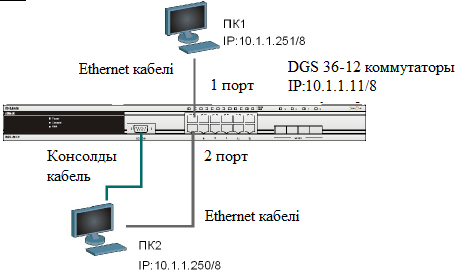 ПК1
IP:10.1.1.251/8
Ethernet кабелі
1 порт
DGS 36-12 коммутаторы
IP:10.1.1.11/8
Консолды
кабель
2 порт
Ethernet кабелі
ПК2
IP:10.1.1.250/8